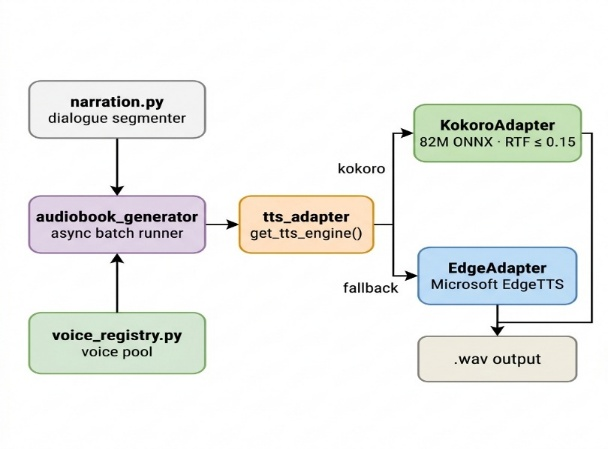 narration.py
dialogue segmenter
audiobook_generator
async batch runner
voice_registry.py
voice pool
tts_adapter
get_tts_engine()
kokoro
fallback
KokoroAdapter
82M ONNX · RTF ≤ 0.15
EdgeAdapter
Microsoft EdgeTTS
.wav output